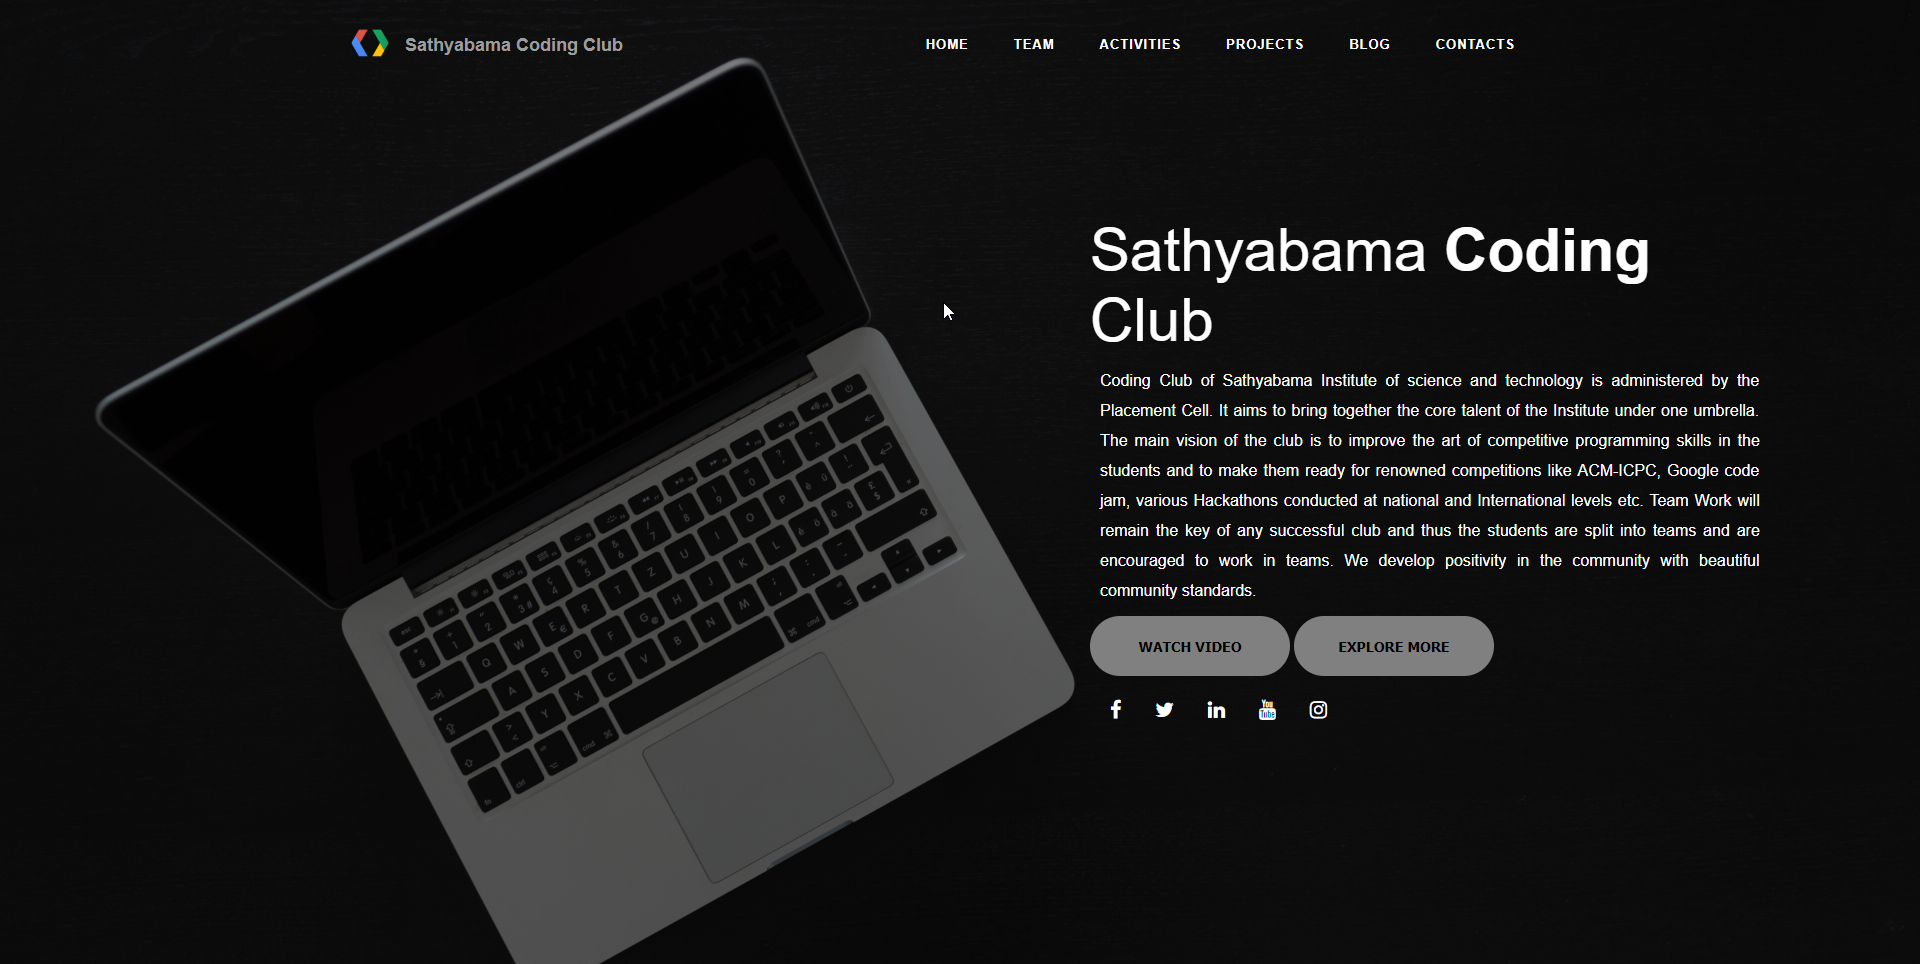 Sathyabama Coding Club
HOME TEAM ACTIVITIES PROJECTS BLOG CONTACTS
Sathyabama Coding
Club
Coding Club of Sathyabama Institute of science and technology is administered by the
Placement Cell. It aims to bring together the core talent of the Institute under one umbrella.
The main vision of the club is to improve the art of competitive programming skills in the
students and to make them ready for renowned competitions like ACM-ICPC, Google code
jam, various Hackathons conducted at national and International levels etc. Team Work will
remain the key of any successful club and thus the students are split into teams and are
encouraged to work in teams. We develop positivity in the community with beautiful
community standards.
WATCH VIDEO EXPLORE MORE
You
Tube